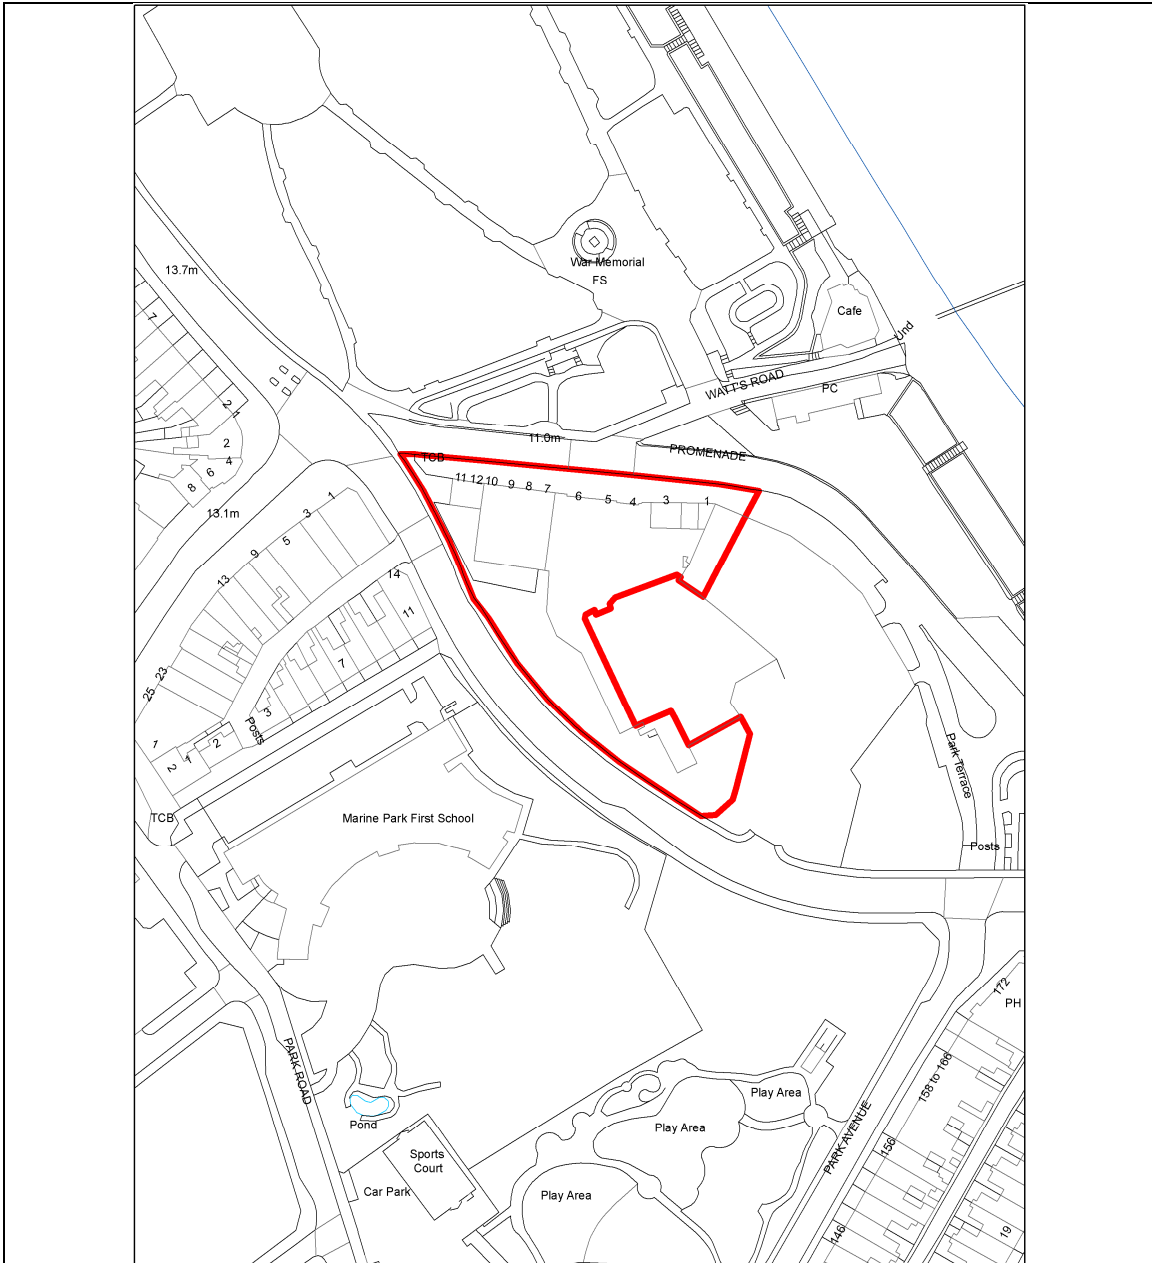 War Memorial
FS
13.7m
Cafe
Und
7
WATT'S ROAD
PC
2
1
2
4
6
8
11.0m
PROMENADE
TCB
11 12 10 9 8 7 6 5 4 3 1
13.1m
1
3
5
9
13
14
11
7
23
25
3
Posts
1
2
1
2
Park Terrace
TCB
Marine Park First School
Posts
172
PH
PARK ROAD
158 to 166
Play Area
Pond
Play Area
PARK AVENUE
156
Sports
Court
Car Park
Play Area
146
19